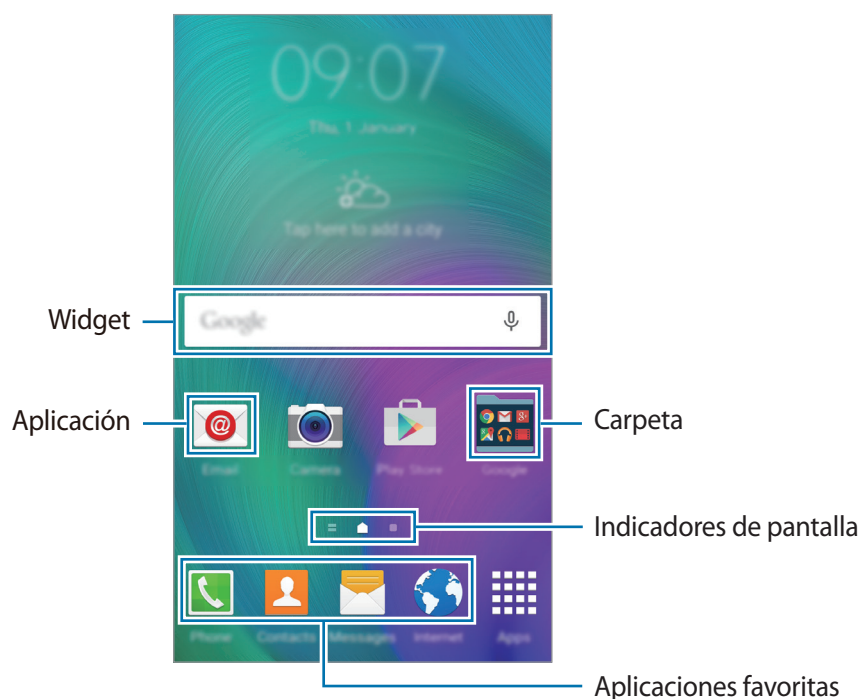 09:07
Thu, 1 January
Tap here to add a city
Widget
Google
Aplicación
Carpeta
Email
Camera
Play Store
Google
Indicadores de pantalla
Phone
Contacts
Messages
Internet
Apps
Aplicaciones favoritas